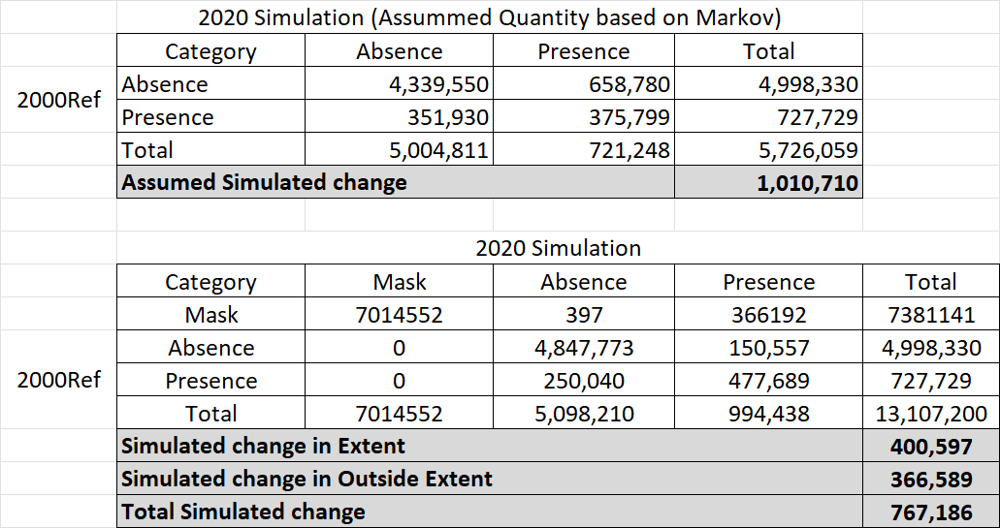 2020 Simulation (Assummed Quantity based on Markov)
Category Absence Presence Total
2000Ref
Absence 4,339,550 658,780 4,998,330
Presence 351,930 375,799 727,729
Total 5,004,811 721,248 5,726,059
Assumed Simulated change 1,010,710
2020 Simulation
Category Mask Absence Presence Total
Mask 7014552 397 366192 7381141
2000Ref
Absence 0 4,847,773 150,557 4,998,330
Presence 0 250,040 477,689 727,729
Total 7014552 5,098,210 994,438 13,107,200
Simulated change in Extent 400,597
Simulated change in Outside Extent 366,589
Total Simulated change 767,186